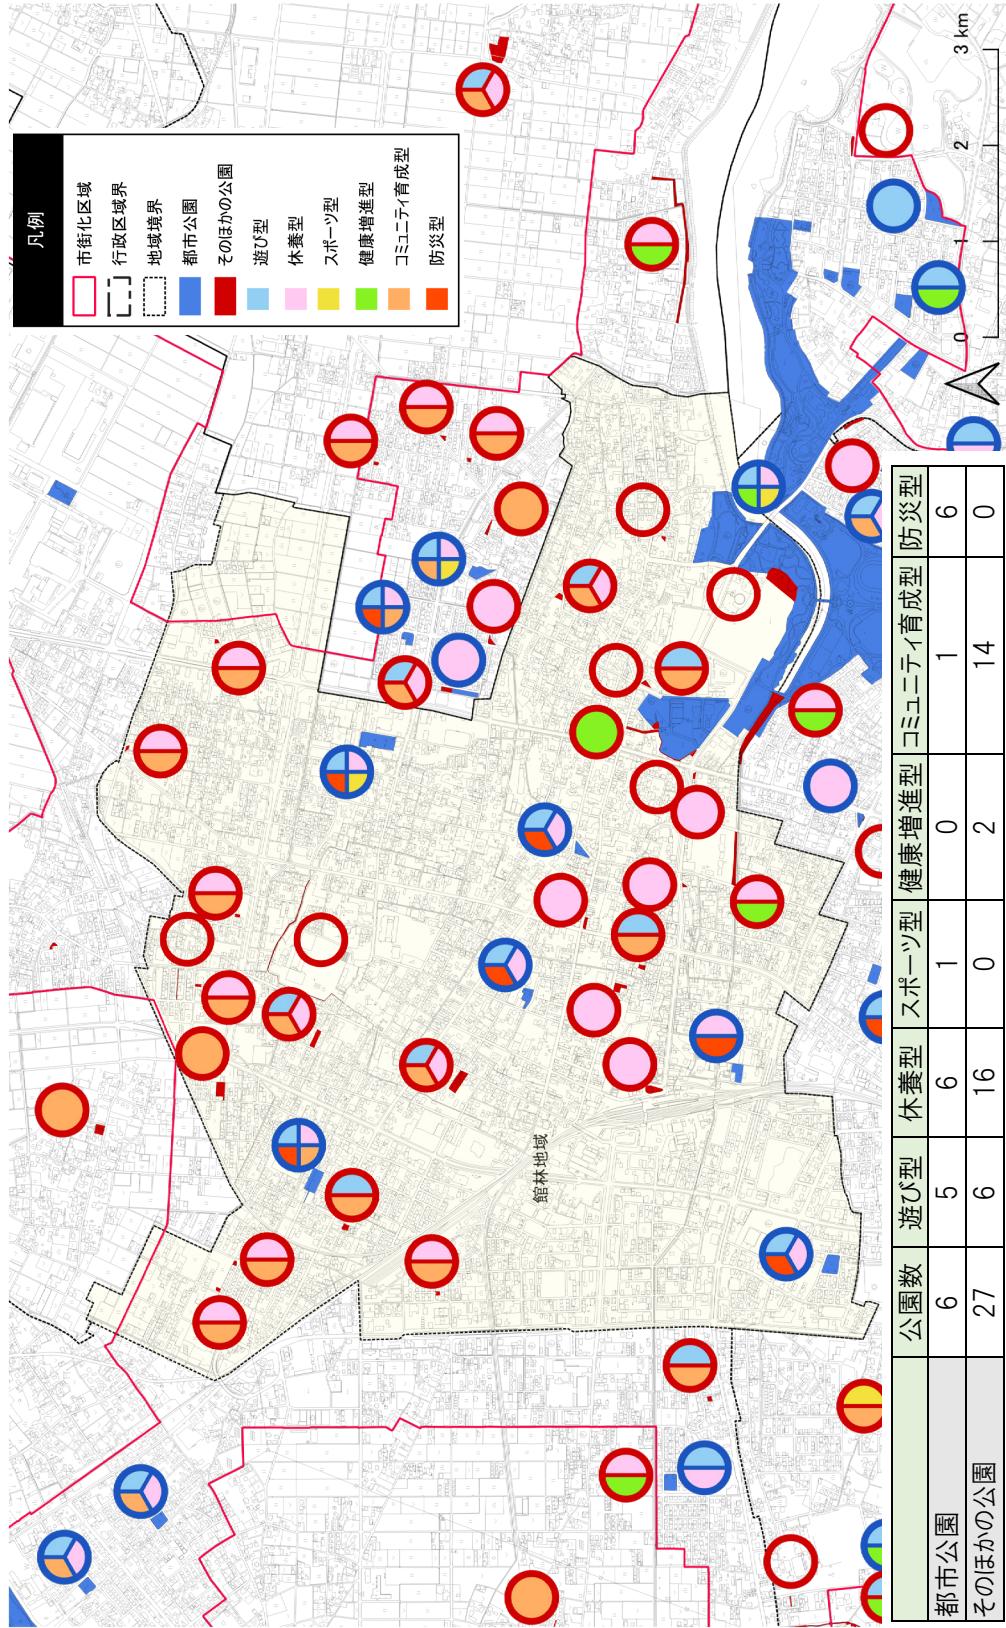 凡例
市街化区域
行政区域界
地域境界
都市公園
そのほかの公園
遊び型
休養型
スポーツ型
健康増進型
コミュニティ育成型
防災型
館林地域
0 1 2 3 km
公園数 遊び型 休養型 スポーツ型 健康増進型 コミュニティ育成型 防災型
都市公園 6 5 6 1 0 1 6
そのほかの公園 27 6 16 0 2 14 0